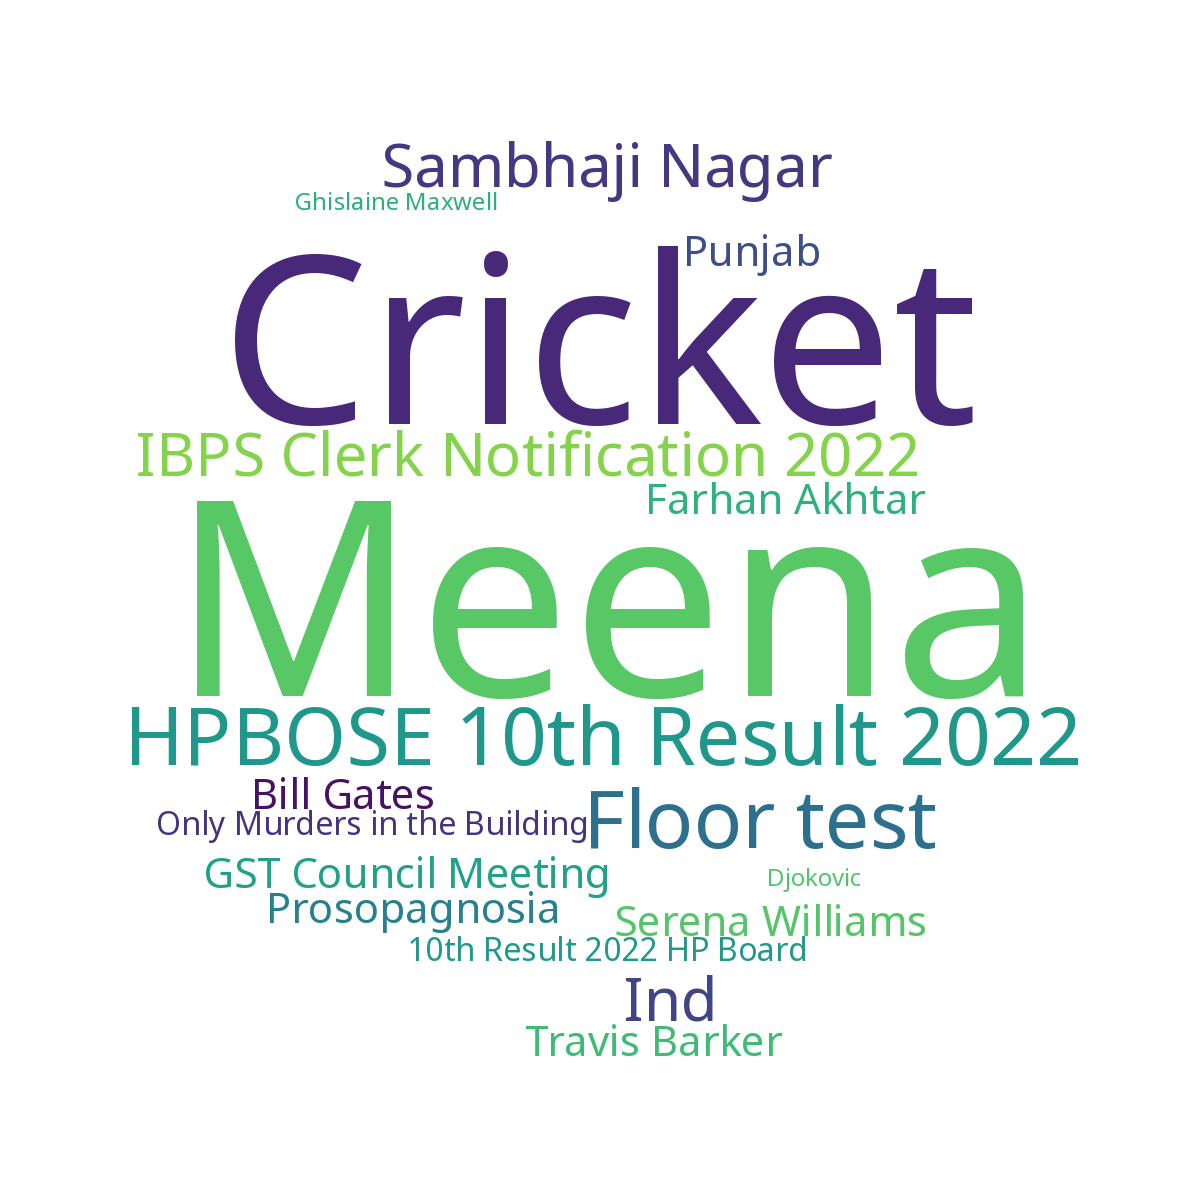 Sambhaji Nagar
Ghislaine Maxwell
Punjab
Cricket
IBPS Clerk Notification 2022
Farhan Akhtar
Meena
HPBOSE 10th Result 2022
Bill Gates
Floor test
Only Murders in the Building
GST Council Meeting
Djokovic
Prosopagnosia
Serena Williams
10th Result 2022 HP Board
Ind
Travis Barker